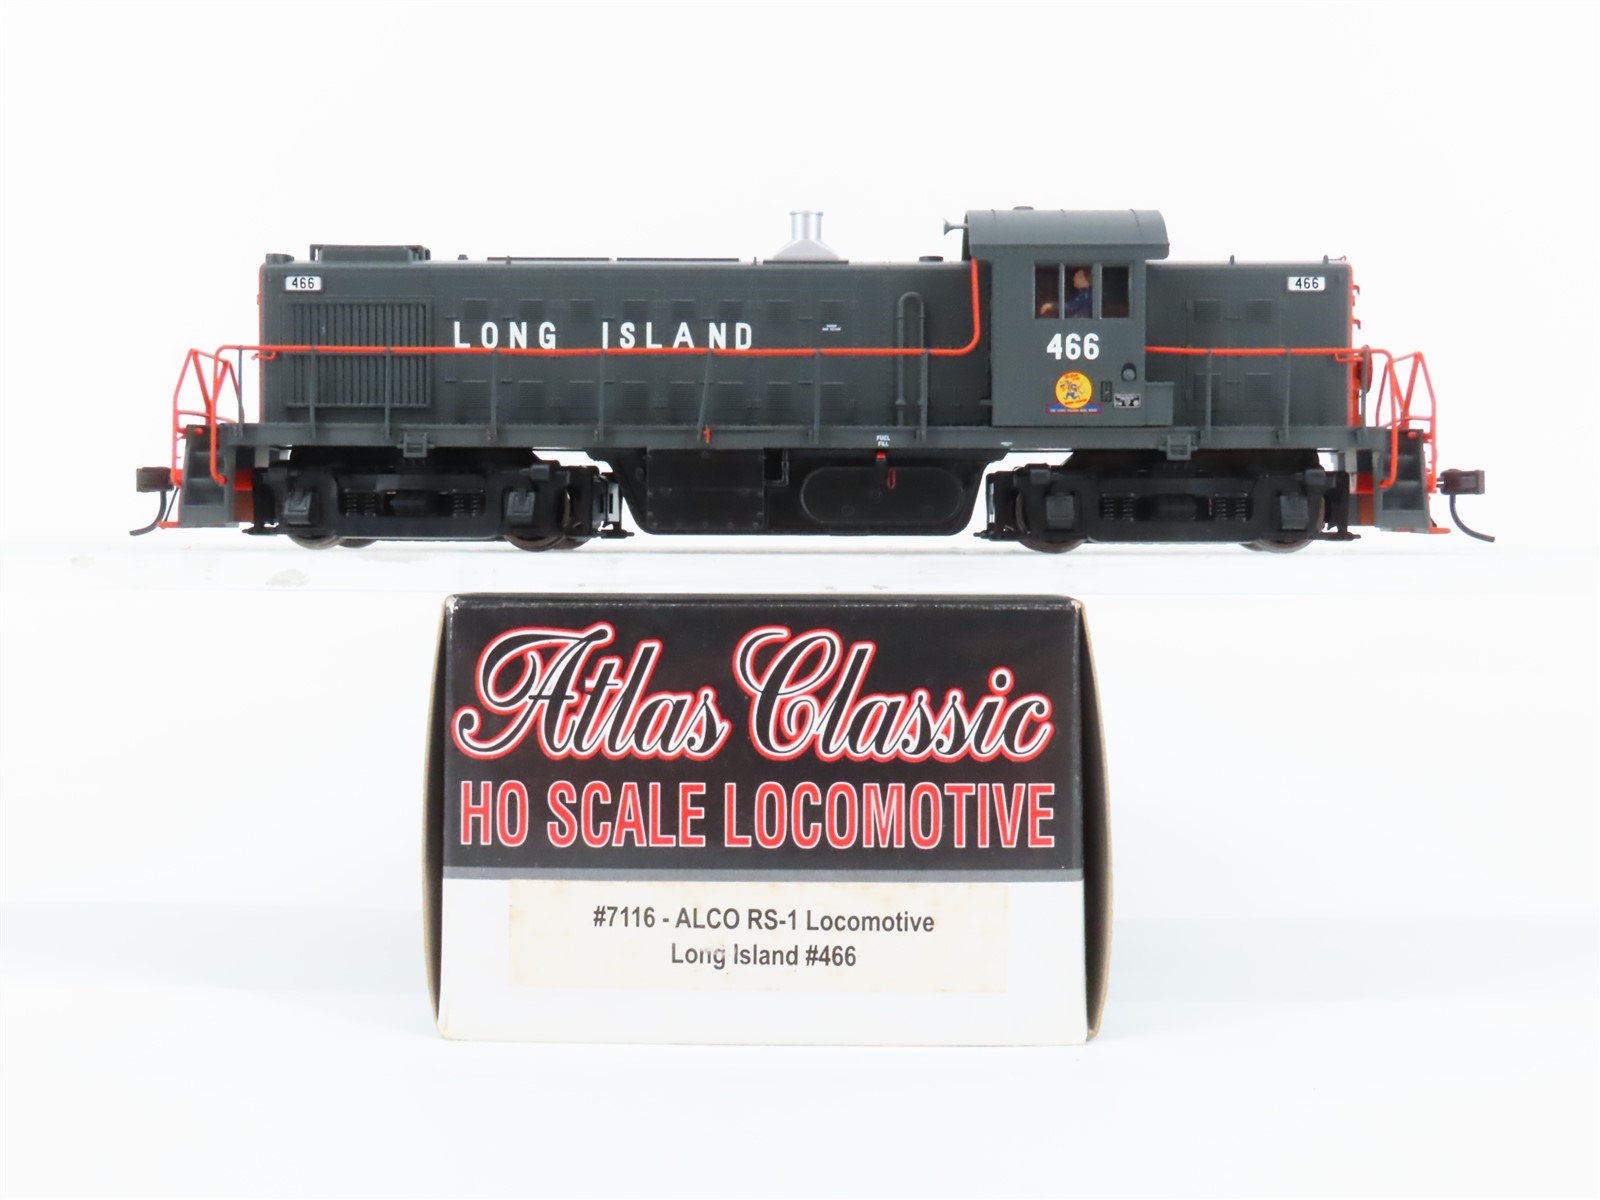 466
466
LONG ISLAND
466
FUEL
FILL
Atlas Classic
HO SCALE LOCOMOTIVE
#7116 - ALCO RS-1 Locomotive
Long Island #466